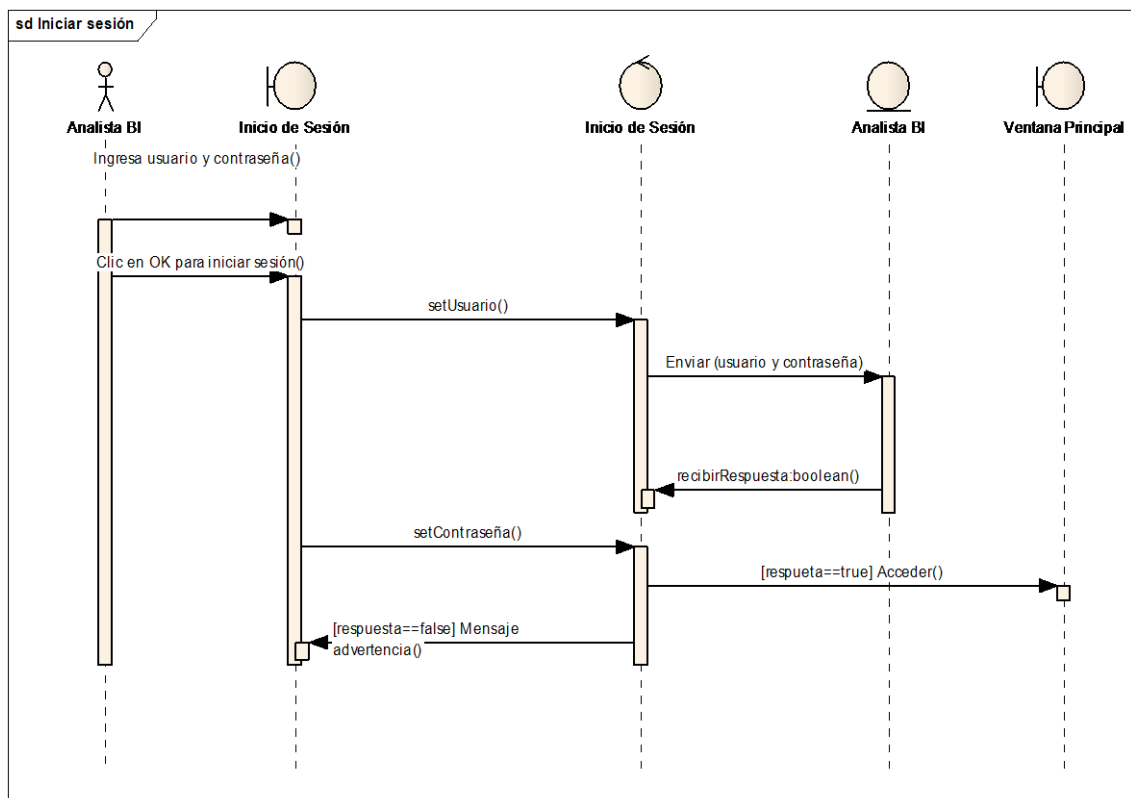 sd Iniciar sesión
Analista BI
Inicio de Sesión
Inicio de Sesión
Analista BI
Ventana Principal
Ingresa usuario y contraseña()
Clic en OK para iniciar sesión()
setUsuario()
Enviar (usuario y contraseña)
recibirRespuesta:boolean()
setContraseña()
[respueta==true] Acceder()
[respuesta==false] Mensaje
advertencia()